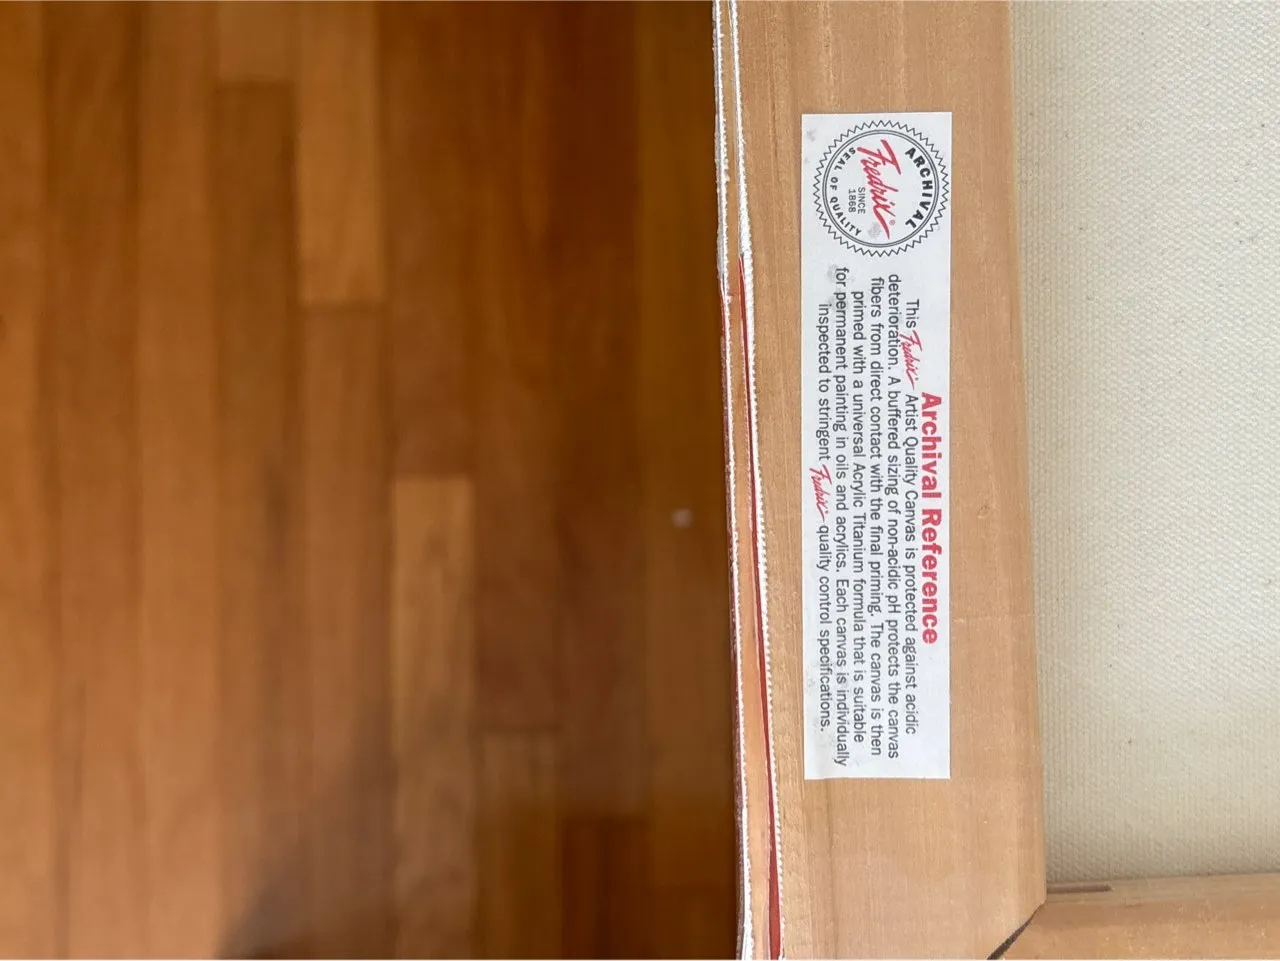 ARCHIVAL
Fredrix®
SINCE
1868
SEAL OF QUALITY
Archival Reference
This Fredrix® Artist Quality Canvas is protected against acidic
deterioration. A buffered sizing of non-acidic pH protects the canvas
fibers from direct contact with the final priming. The canvas is then
primed with a universal Acrylic Titanium formula that is suitable
for permanent painting in oils and acrylics. Each canvas is individually
inspected to stringent Fredrix® quality control specifications.